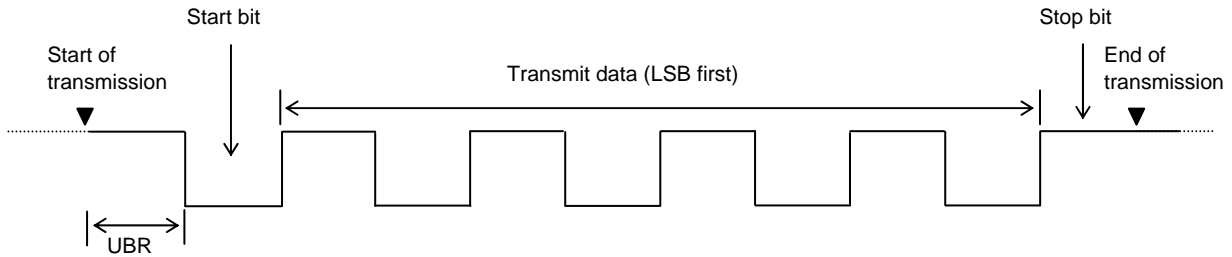 Start bit
Stop bit
Start of
transmission
Transmit data (LSB first)
End of
transmission
UBR